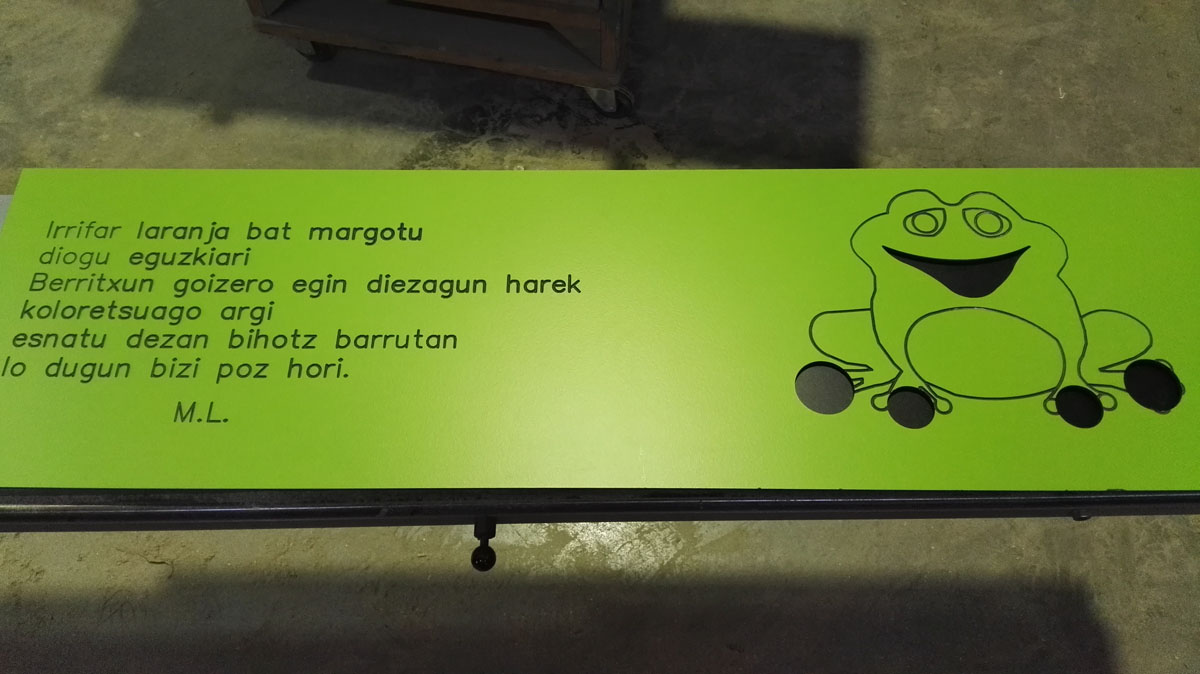 Irrifar laranja bat margotu
diogu eguzkiari
Berritxun goizero egin diezagun harek
koloretsuago argi
esnatu dezan bihotz barrutan
lo dugun bizi poz hori.
M.L.